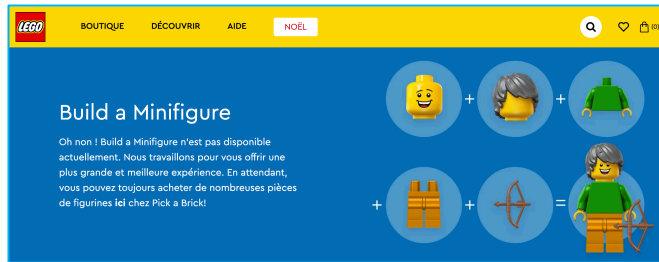 LEGO
BOUTIQUE DÉCOUVRIR AIDE NOËL (0)
Build a Minifigure
Oh non ! Build a Minifigure n'est pas disponible
actuellement. Nous travaillons pour vous offrir une
plus grande et meilleure expérience. En attendant,
vous pouvez toujours acheter de nombreuses pièces
de figurines ici chez Pick a Brick!
+ +
+ + =